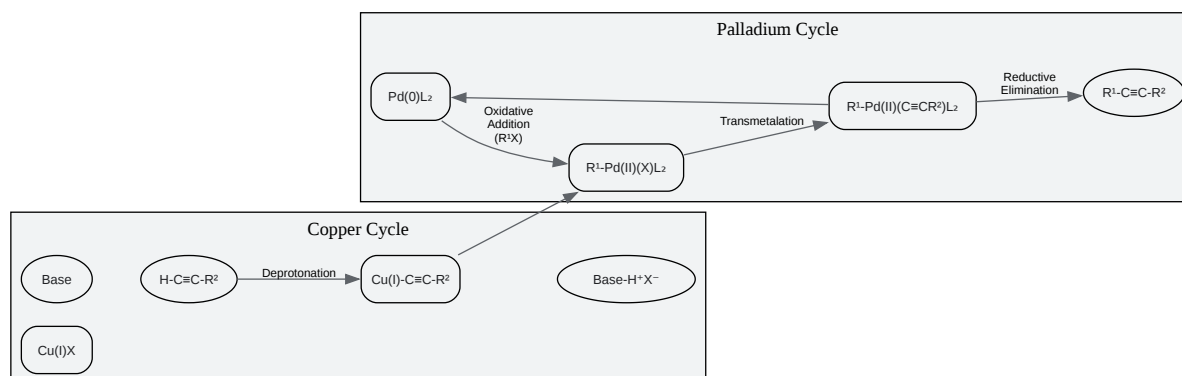 Palladium Cycle
Pd(0)L₂
Oxidative
Addition
(R¹X)
R¹-Pd(II)(X)L₂
Transmetalation
R¹-Pd(II)(C≡CR²)L₂
Reductive
Elimination
R¹-C≡C-R²
Copper Cycle
Base
H-C≡C-R²
Deprotonation
Cu(I)-C≡C-R²
Base-H⁺X⁻
Cu(I)X